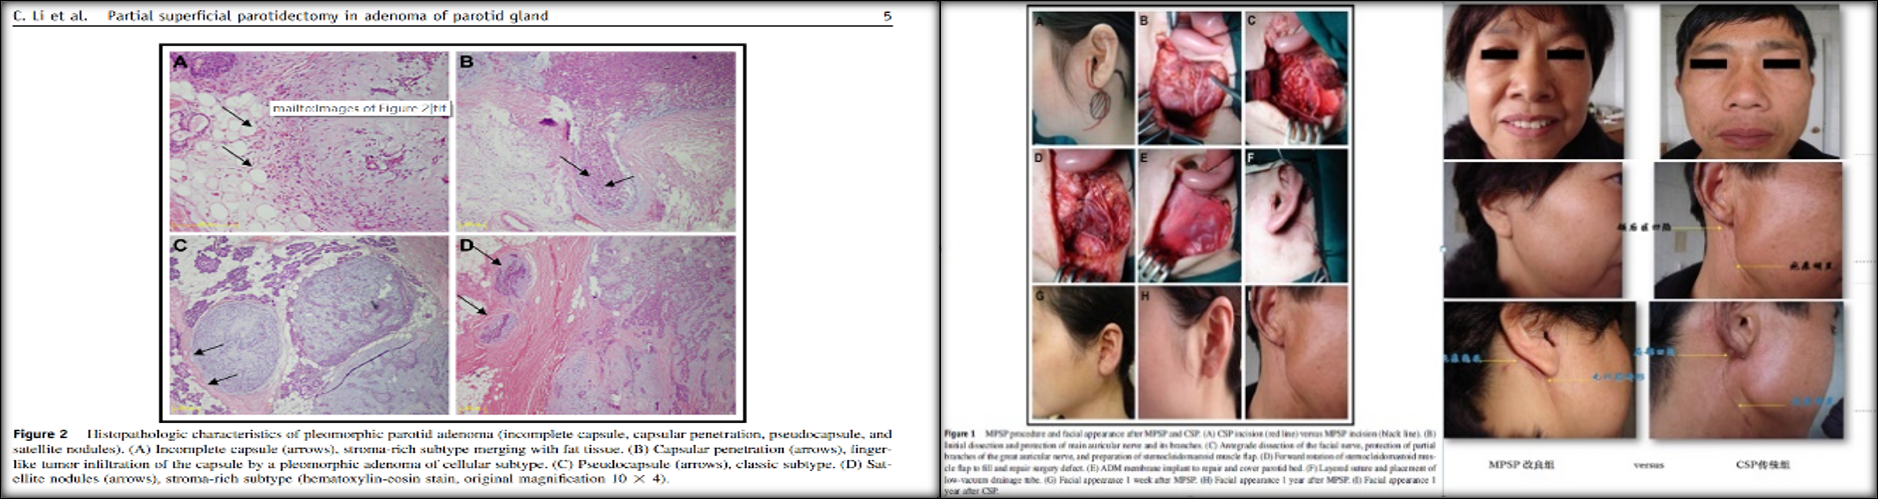 C. Li et al. Partial superficial parotidectomy in adenoma of parotid gland 5
A
mailto:Images of Figure 2|tif
B
C
D
Figure 2 Histopathologic characteristics of pleomorphic parotid adenoma (incomplete capsule, capsular penetration, pseudocapsule, and
satellite nodules). (A) Incomplete capsule (arrows), stroma-rich subtype merging with fat tissue. (B) Capsular penetration (arrows), finger-
like tumor infiltration of the capsule by a pleomorphic adenoma of cellular subtype. (C) Pseudocapsule (arrows), classic subtype. (D) Sat-
ellite nodules (arrows), stroma-rich subtype (hematoxylin-eosin stain, original magnification 10 × 4).
A
B
C
D
E
F
G
H
I
Figure 1 MPSP procedure and facial appearance after MPSP and CSP. (A) CSP incision (red line) versus MPSP incision (black line). (B)
Initial dissection and protection of main auricular nerve and its branches. (C) Antegrade dissection of the facial nerve, protection of partial
branches of the great auricular nerve, and preparation of sternocleidomastoid muscle flap. (D) Forward rotation of sternocleidomastoid mus-
cle flap to fill and repair surgery defect. (E) ADM membrane implant to repair and cover parotid bed. (F) Layered suture and placement of
low-vacuum drainage tube. (G) Facial appearance 1 week after MPSP. (H) Facial appearance 1 year after MPSP. (I) Facial appearance 1
year after CSP.
颌后区凹陷
MPSP 改良组 versus CSP传统组